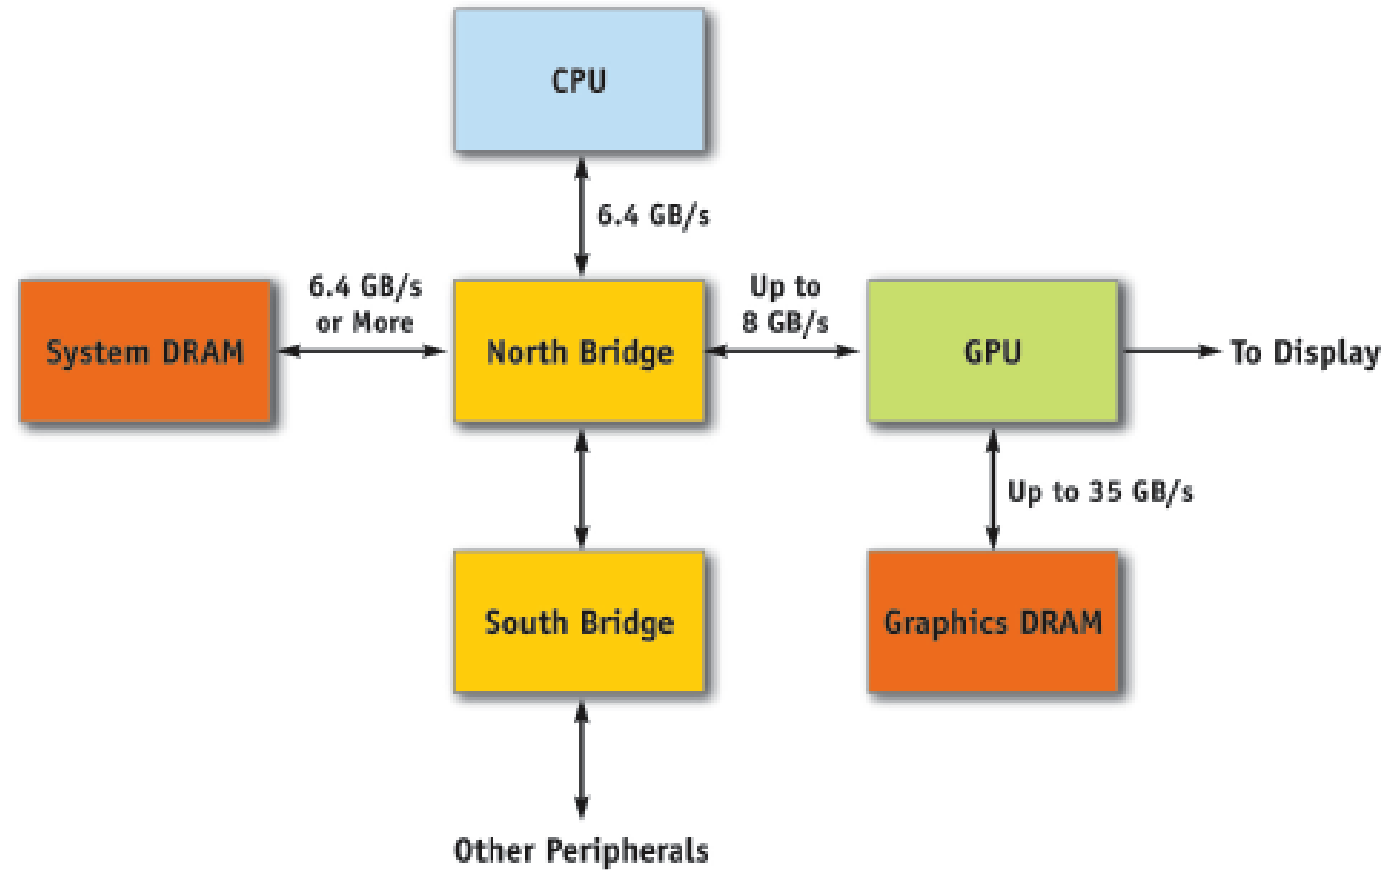 CPU
6.4 GB/s
6.4 GB/s
or More
Up to
8 GB/s
System DRAM
North Bridge
GPU
To Display
Up to 35 GB/s
South Bridge
Graphics DRAM
Other Peripherals